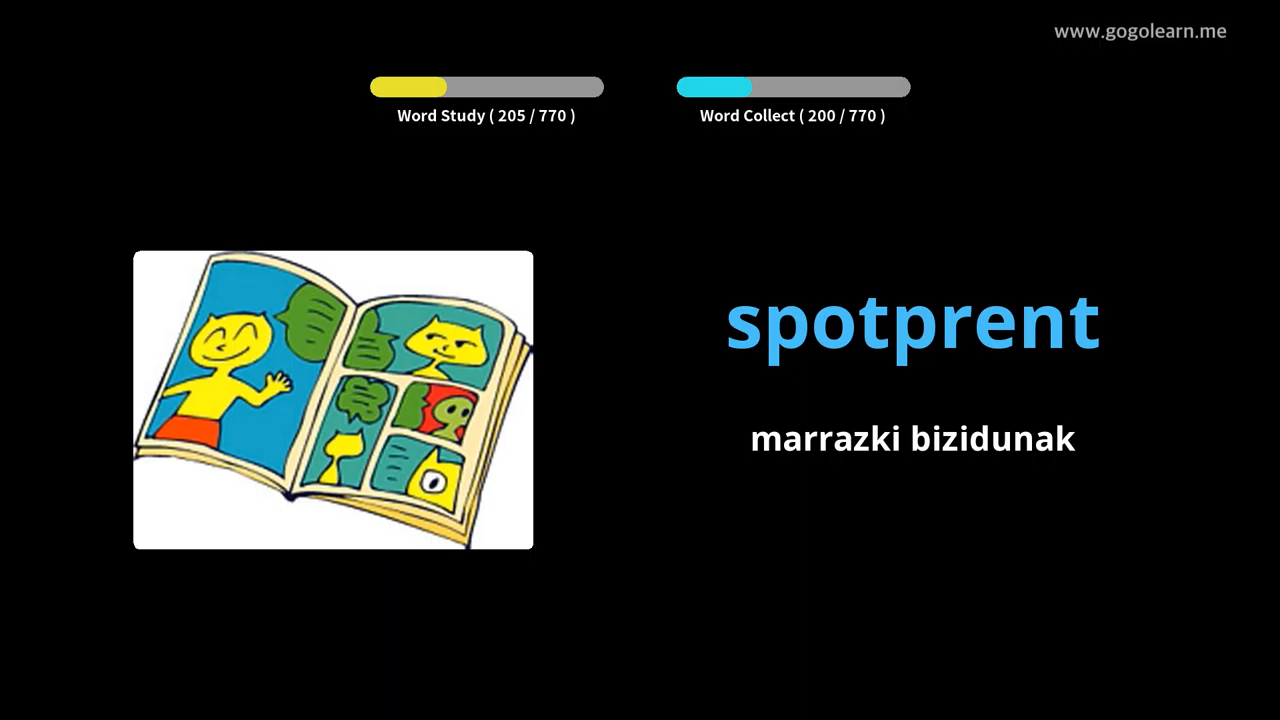 www.gogolearn.me
Word Study ( 205 / 770 )
Word Collect ( 200 / 770 )
spotprent
marrazki bizidunak